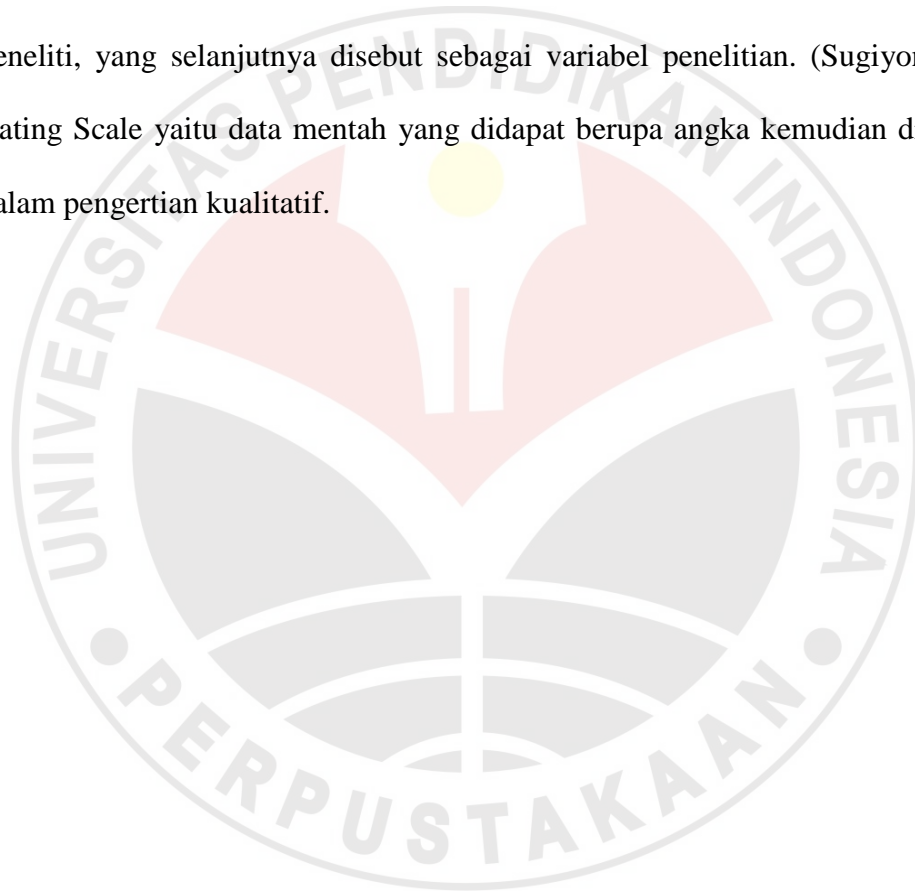 eneliti, yang selanjutnya disebut sebagai variabel penelitian. (Sugiyon
ating Scale yaitu data mentah yang didapat berupa angka kemudian di
alam pengertian kualitatif.
UNIVERSITAS PENDIDIKAN INDONESIA
PERPUSTAKAAN